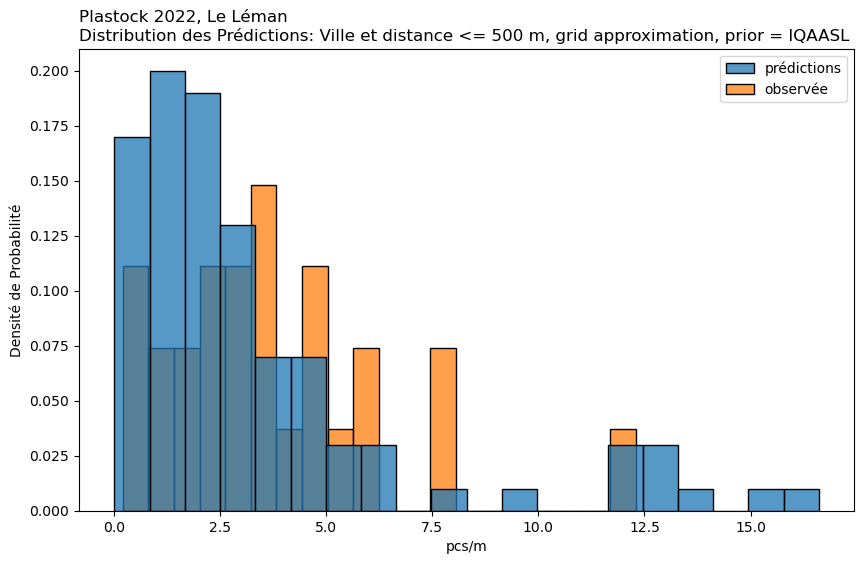 Plastock 2022, Le Léman
Distribution des Prédictions: Ville et distance <= 500 m, grid approximation, prior = IQAASL
prédictions
observée
Densité de Probabilité
0.200
0.175
0.150
0.125
0.100
0.075
0.050
0.025
0.000
0.0 2.5 5.0 7.5 10.0 12.5 15.0
pcs/m